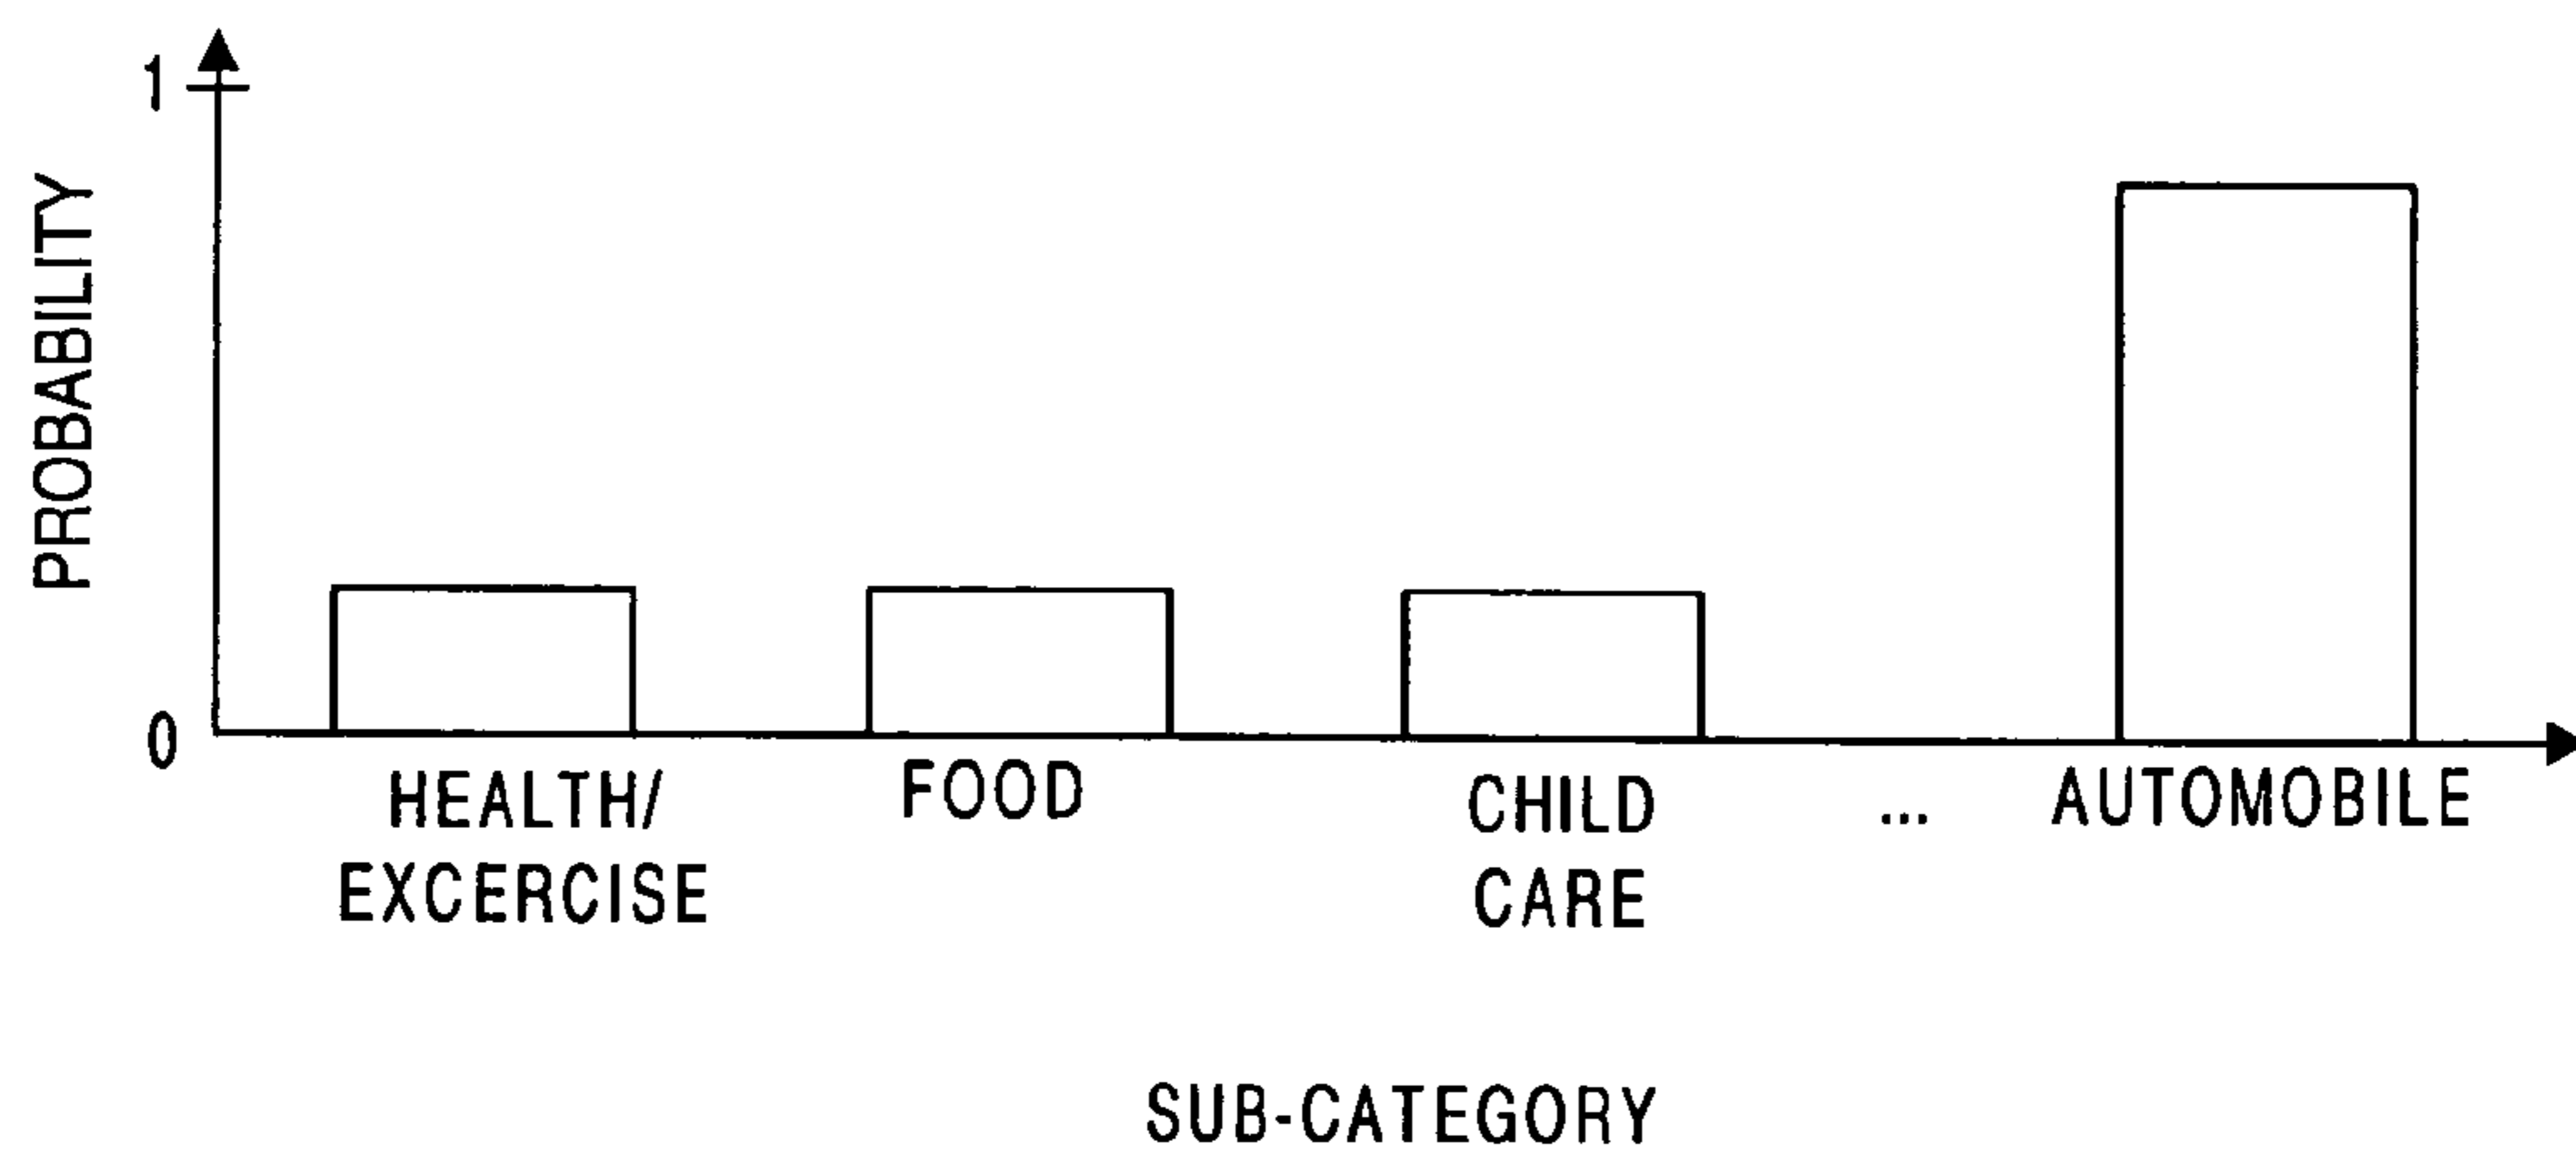 1
PROBABILITY
0
HEALTH/
EXCERCISE
FOOD
CHILD
CARE
...
AUTOMOBILE
SUB-CATEGORY